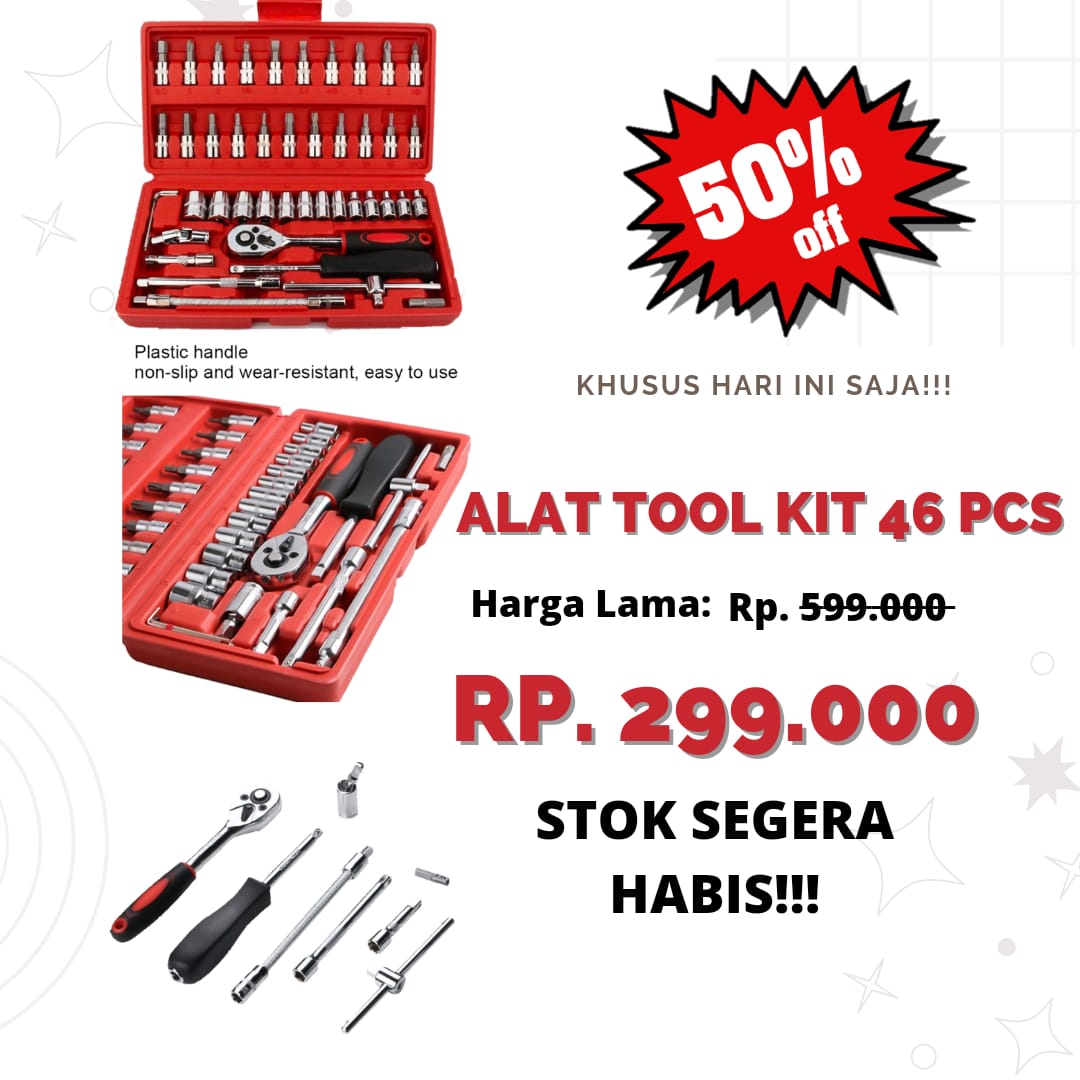 50%
off
Plastic handle
non-slip and wear-resistant, easy to use
KHUSUS HARI INI SAJA!!!
ALAT TOOL KIT 46 PCS
Harga Lama: Rp. 599.000
RP. 299.000
STOK SEGERA
HABIS!!!